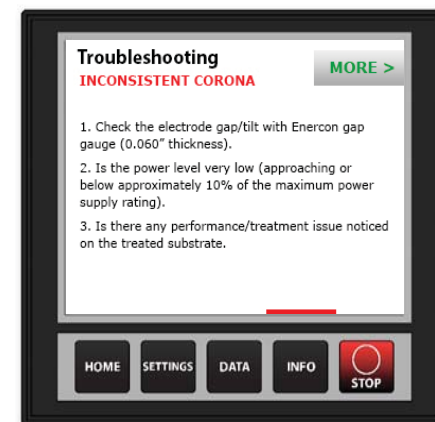 Troubleshooting
INCONSISTENT CORONA
MORE >
1. Check the electrode gap/tilt with Enercon gap
gauge (0.060" thickness).
2. Is the power level very low (approaching or
below approximately 10% of the maximum power
supply rating).
3. Is there any performance/treatment issue noticed
on the treated substrate.
HOME
SETTINGS
DATA
INFO
STOP